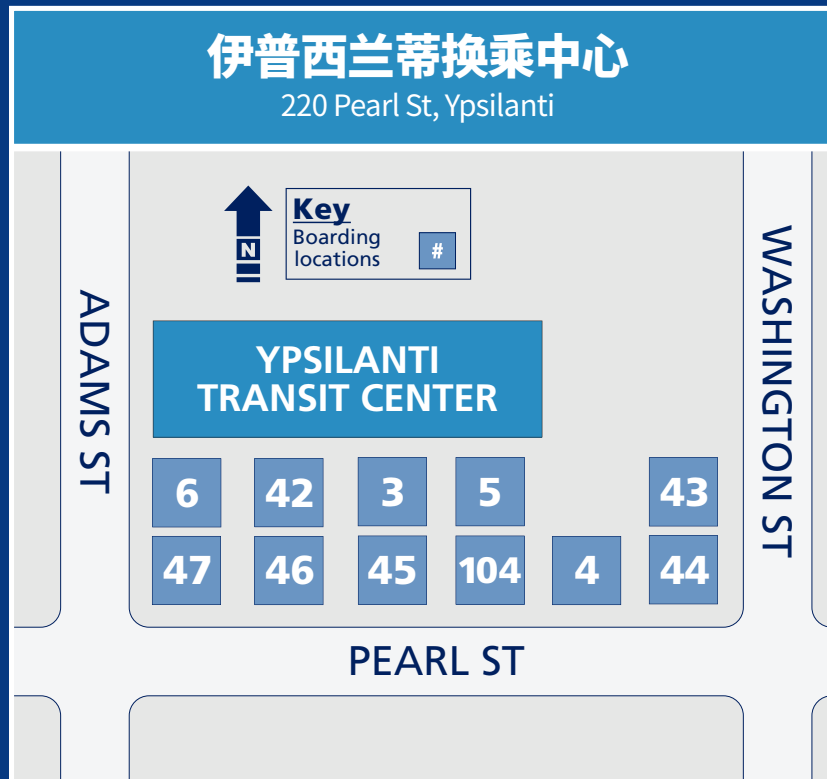 伊普西兰蒂换乘中心
220 Pearl St, Ypsilanti
N
Key
Boarding
locations
#
ADAMS ST
WASHINGTON ST
YPSILANTI
TRANSIT CENTER
6 42 3 5 43
47 46 45 104 4 44
PEARL ST